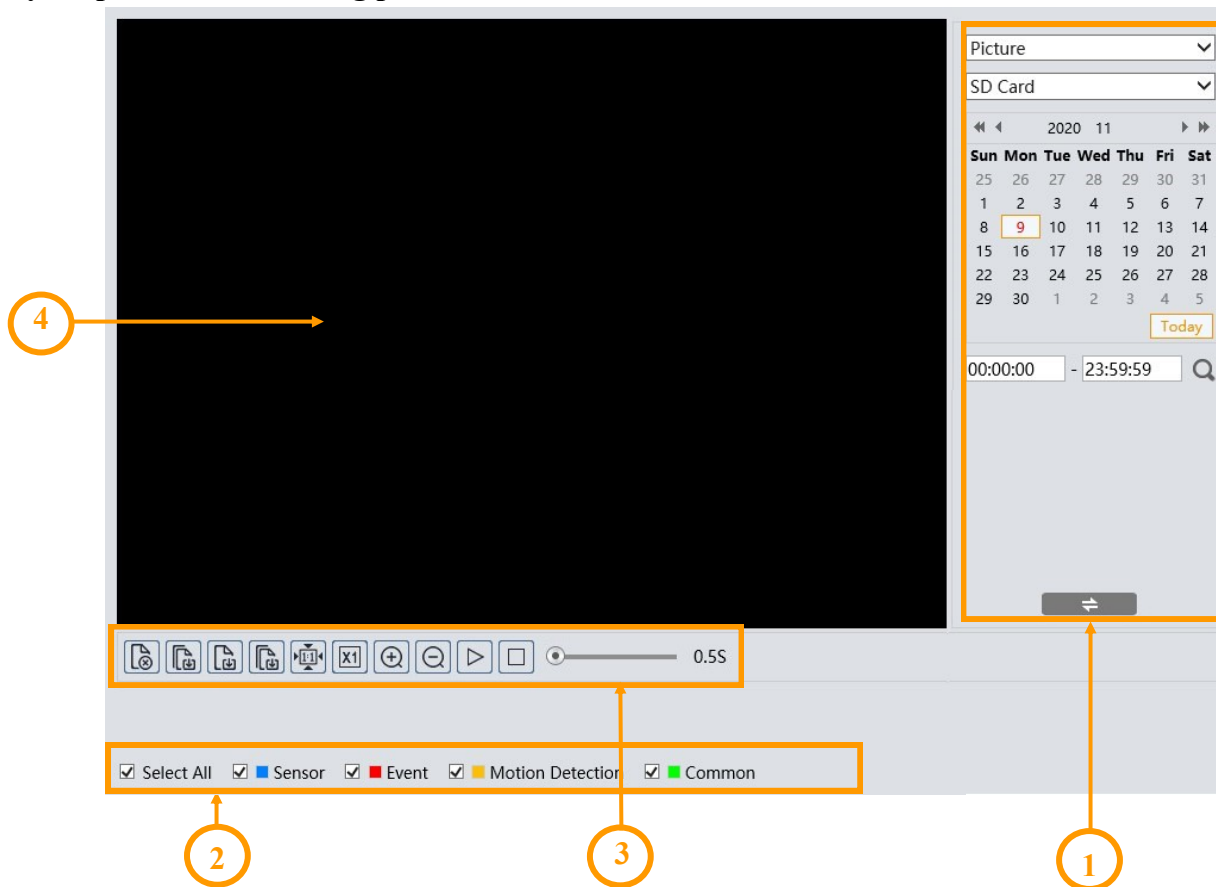 Picture
SD Card
2020 11
Sun Mon Tue Wed Thu Fri Sat
25 26 27 28 29 30 31
1 2 3 4 5 6 7
8 9 10 11 12 13 14
15 16 17 18 19 20 21
22 23 24 25 26 27 28
29 30 1 2 3 4 5
Today
00:00:00 - 23:59:59
4
1:1 X1 0.5S
Select All Sensor Event Motion Detection Common
2 3 1